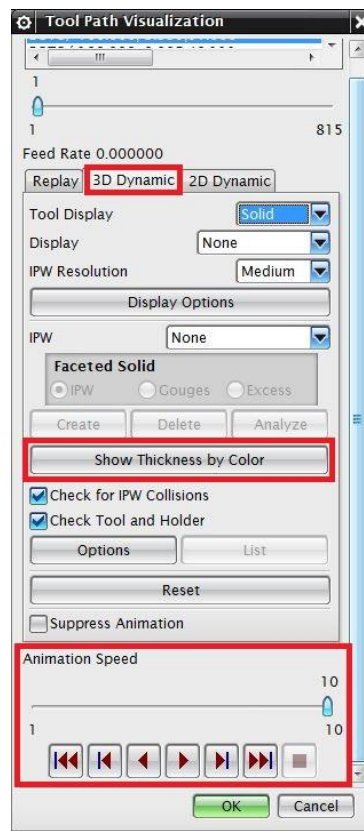 Tool Path Visualization
1
1 815
Feed Rate 0.000000
Replay 3D Dynamic 2D Dynamic
Tool Display Solid
Display None
IPW Resolution Medium
Display Options
IPW None
Faceted Solid
IPW Gouges Excess
Create Delete Analyze
Show Thickness by Color
Check for IPW Collisions
Check Tool and Holder
Options List
Reset
Suppress Animation
Animation Speed
10
1 10
OK Cancel